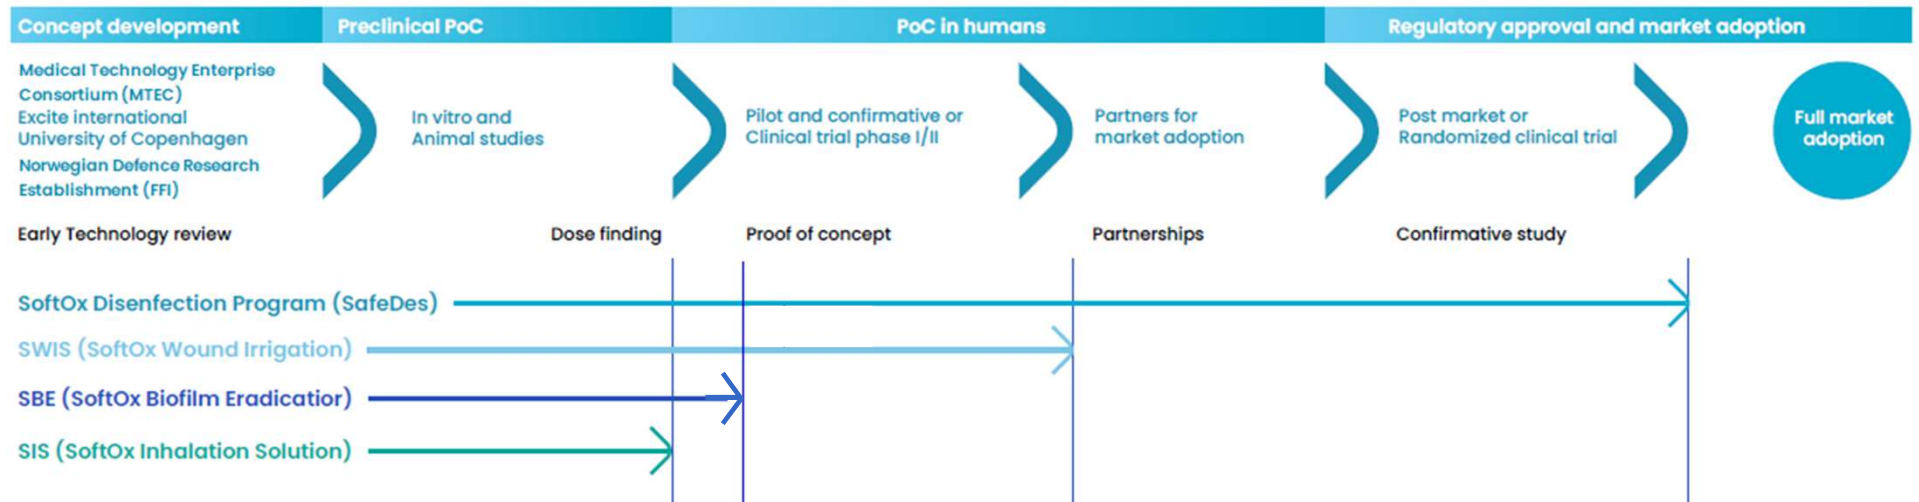 Concept development
Preclinical PoC
PoC in humans
Regulatory approval and market adoption
Medical Technology Enterprise
Consortium (MTEC)
Excite international
University of Copenhagen
Norwegian Defence Research
Establishment (FFI)
In vitro and
Animal studies
Pilot and confirmative or
Clinical trial phase I/II
Partners for
market adoption
Post market or
Randomized clinical trial
Full market
adoption
Early Technology review
Dose finding
Proof of concept
Partnerships
Confirmative study
SoftOx Disenfection Program (SafeDes)
SWIS (SoftOx Wound Irrigation)
SBE (SoftOx Biofilm Eradicatior)
SIS (SoftOx Inhalation Solution)